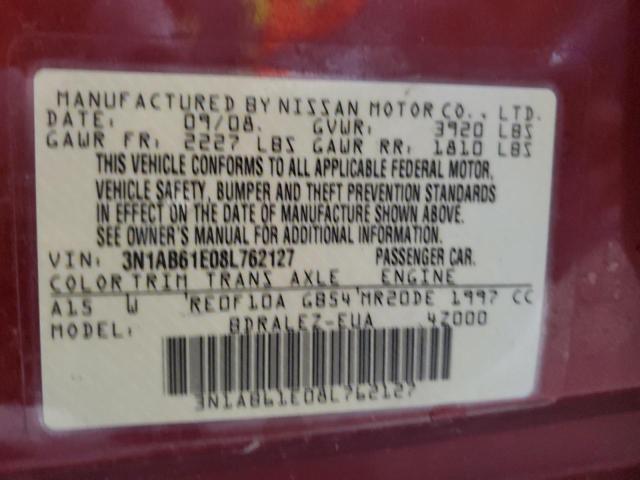 MANUFACTURED BY NISSAN MOTOR CO., LTD.
DATE: 09/08. GVWR: 3920 LBS
GAWR FR: 2227 LBS GAWR RR: 1810 LBS
THIS VEHICLE CONFORMS TO ALL APPLICABLE FEDERAL MOTOR,
VEHICLE SAFETY, BUMPER AND THEFT PREVENTION STANDARDS
IN EFFECT ON THE DATE OF MANUFACTURE SHOWN ABOVE.
SEE OWNER'S MANUAL FOR ADDITIONAL INFORMATION.
VIN: 3N1AB61E08L762127 PASSENGER CAR.
COLOR TRIM TRANS AXLE ENGINE
A15 W 'RE0F10A GB54'MR20DE 1997 CC
MODEL: BDRALEZ-EUA 4Z000
3N1AB61E08L762127